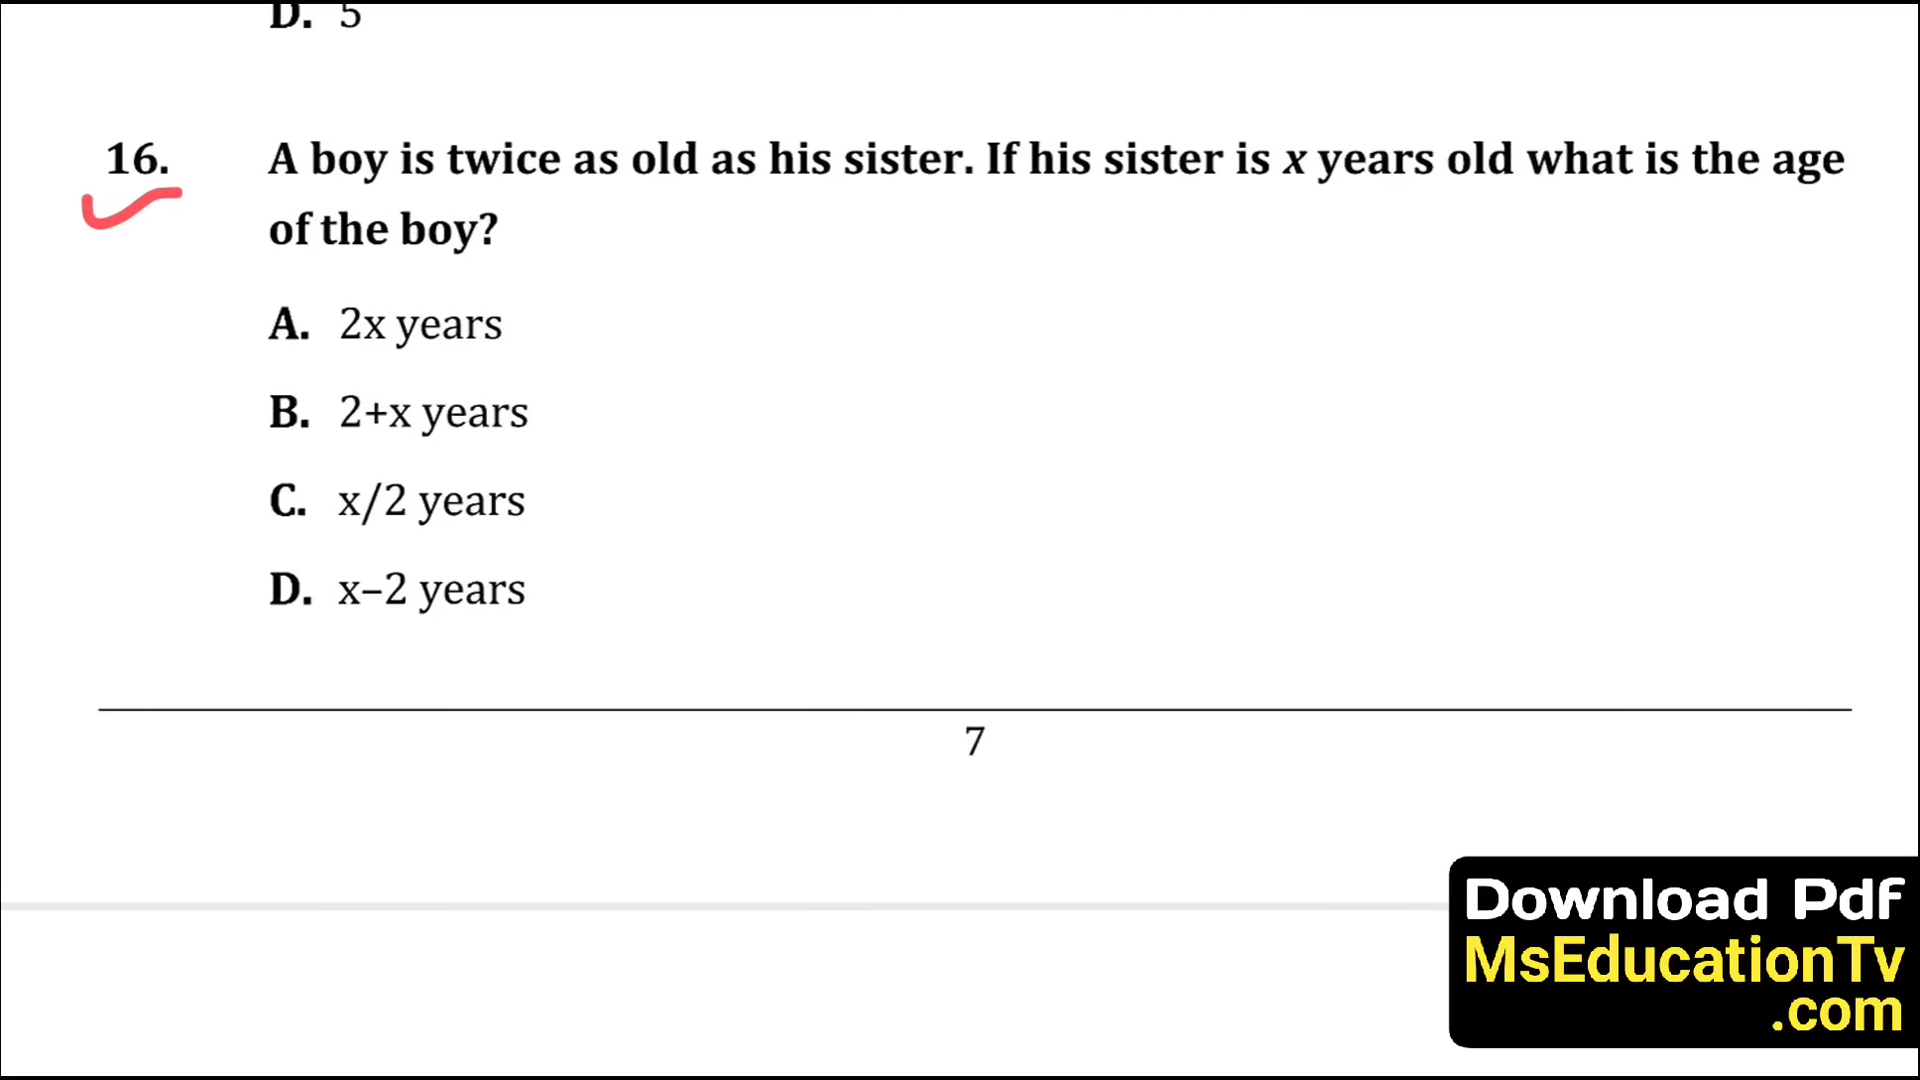 D. 5
16. A boy is twice as old as his sister. If his sister is x years old what is the age
of the boy?
A. 2x years
B. 2+x years
C. x/2 years
D. x–2 years
7
Download Pdf
MsEducationTv
.com